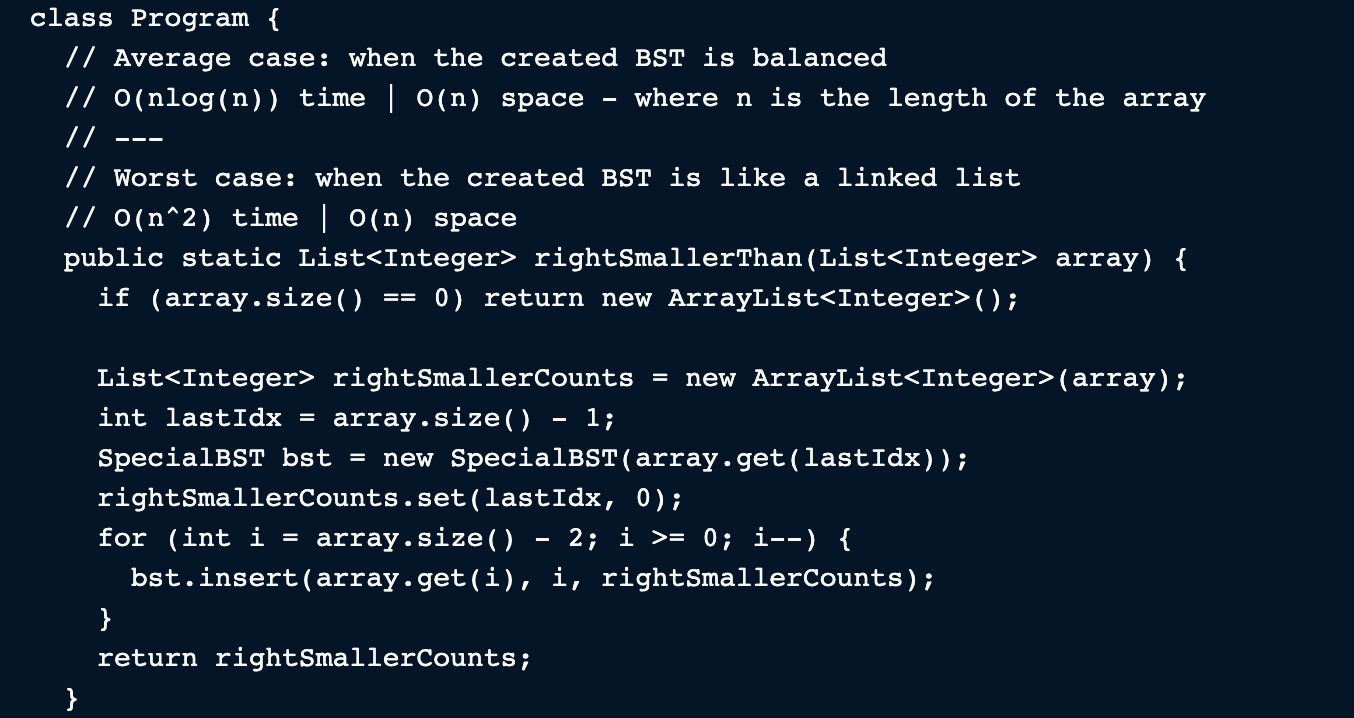 class Program {
// Average case: when the created BST is balanced
// O(nlog(n)) time | O(n) space - where n is the length of the array
// ---
// Worst case: when the created BST is like a linked list
// O(n^2) time | O(n) space
public static List<Integer> rightSmallerThan(List<Integer> array) {
if (array.size() == 0) return new ArrayList<Integer>();
List<Integer> rightSmallerCounts = new ArrayList<Integer>(array);
int lastIdx = array.size() - 1;
SpecialBST bst = new SpecialBST(array.get(lastIdx));
rightSmallerCounts.set(lastIdx, 0);
for (int i = array.size() - 2; i >= 0; i--) {
bst.insert(array.get(i), i, rightSmallerCounts);
}
return rightSmallerCounts;
}